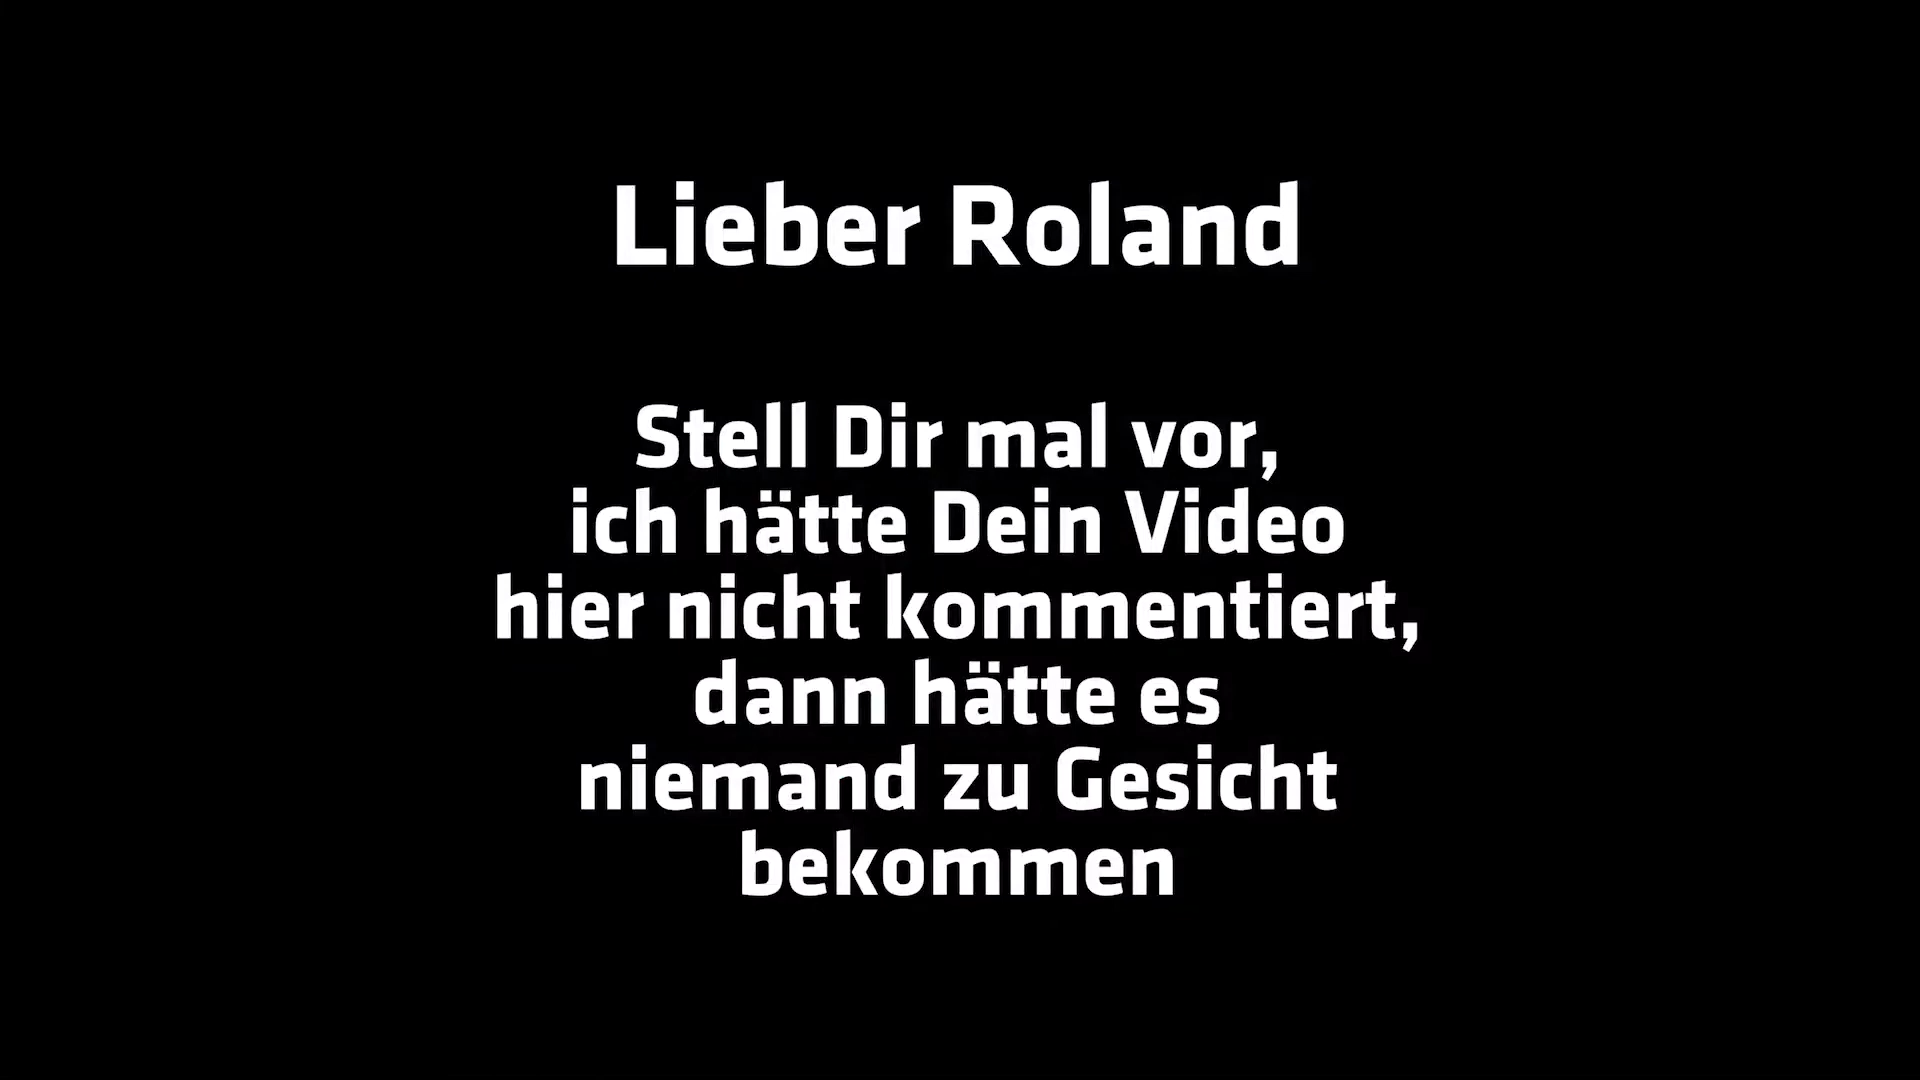 Lieber Roland
Stell Dir mal vor,
ich hätte Dein Video
hier nicht kommentiert,
dann hätte es
niemand zu Gesicht
bekommen